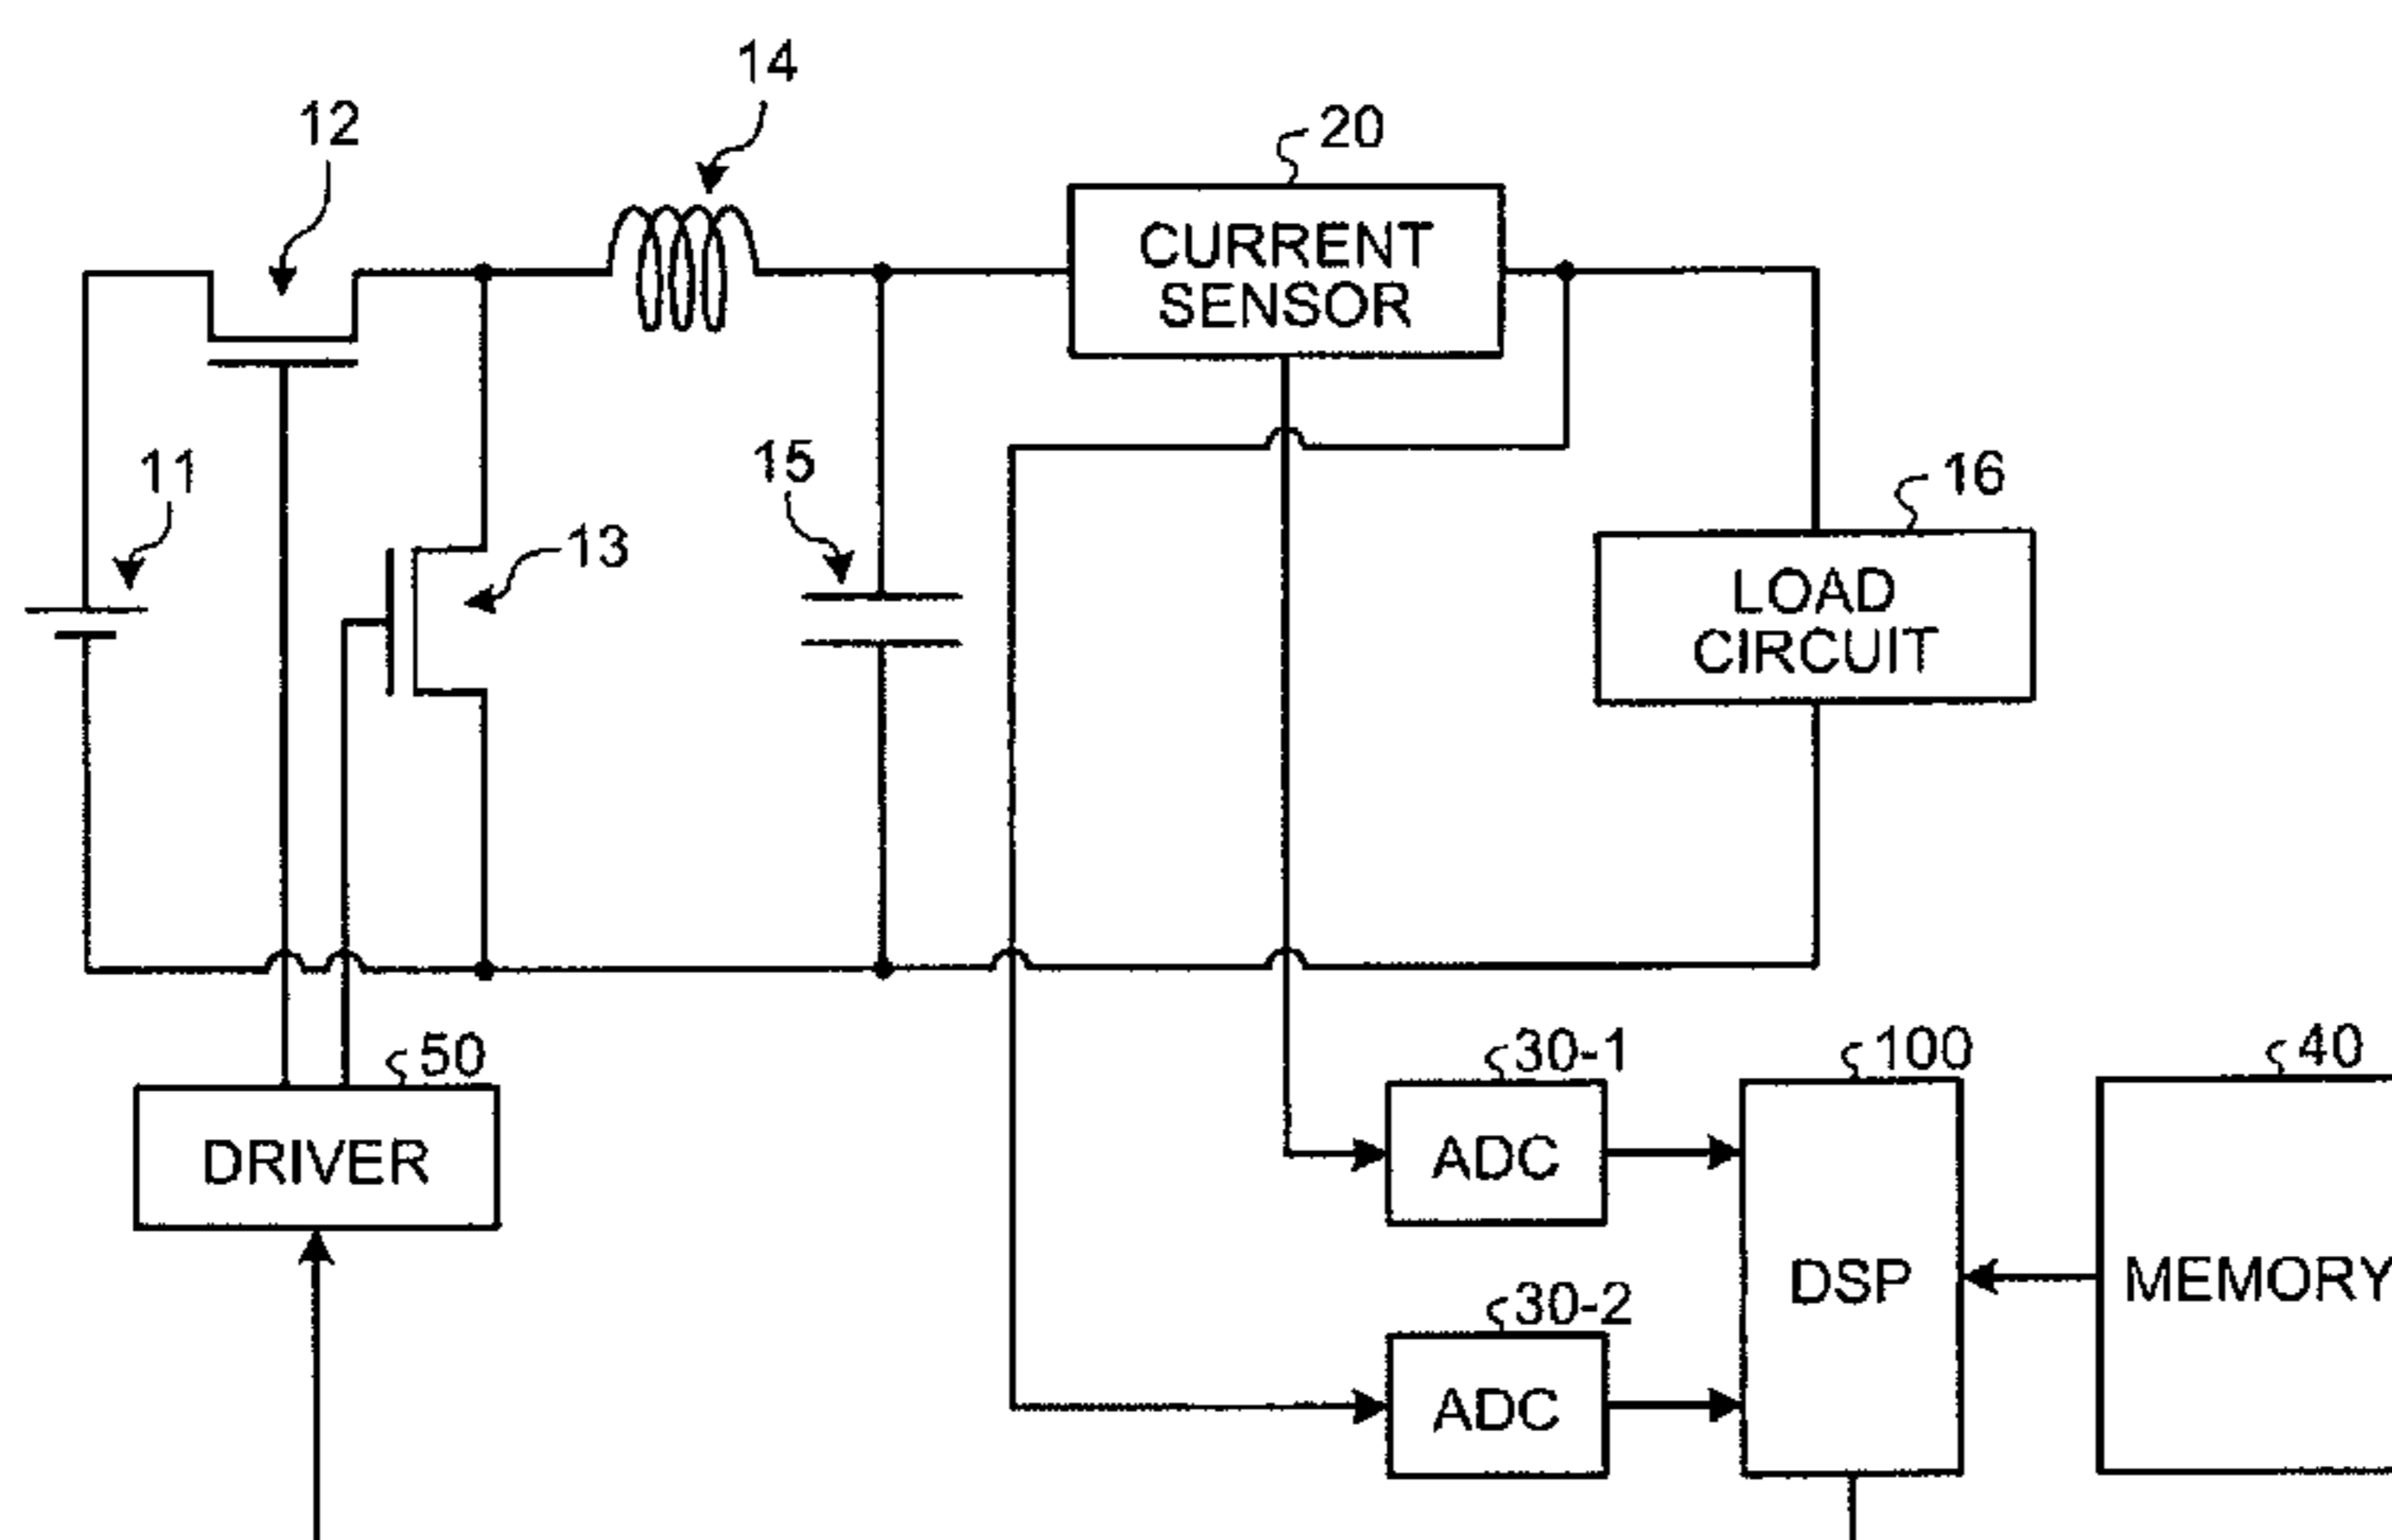 14
12
20
CURRENT
SENSOR
11
15
16
13
LOAD
CIRCUIT
50
30-1
100
40
DRIVER
ADC
DSP
MEMORY
30-2
ADC